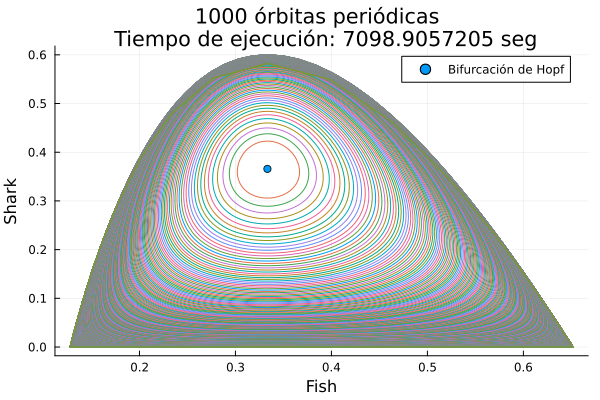 1000 órbitas periódicas
Tiempo de ejecución: 7098.9057205 seg
Bifurcación de Hopf
0.6
0.5
0.4
0.3
0.2
0.1
0.0
Shark
0.2
0.3
0.4
0.5
0.6
Fish